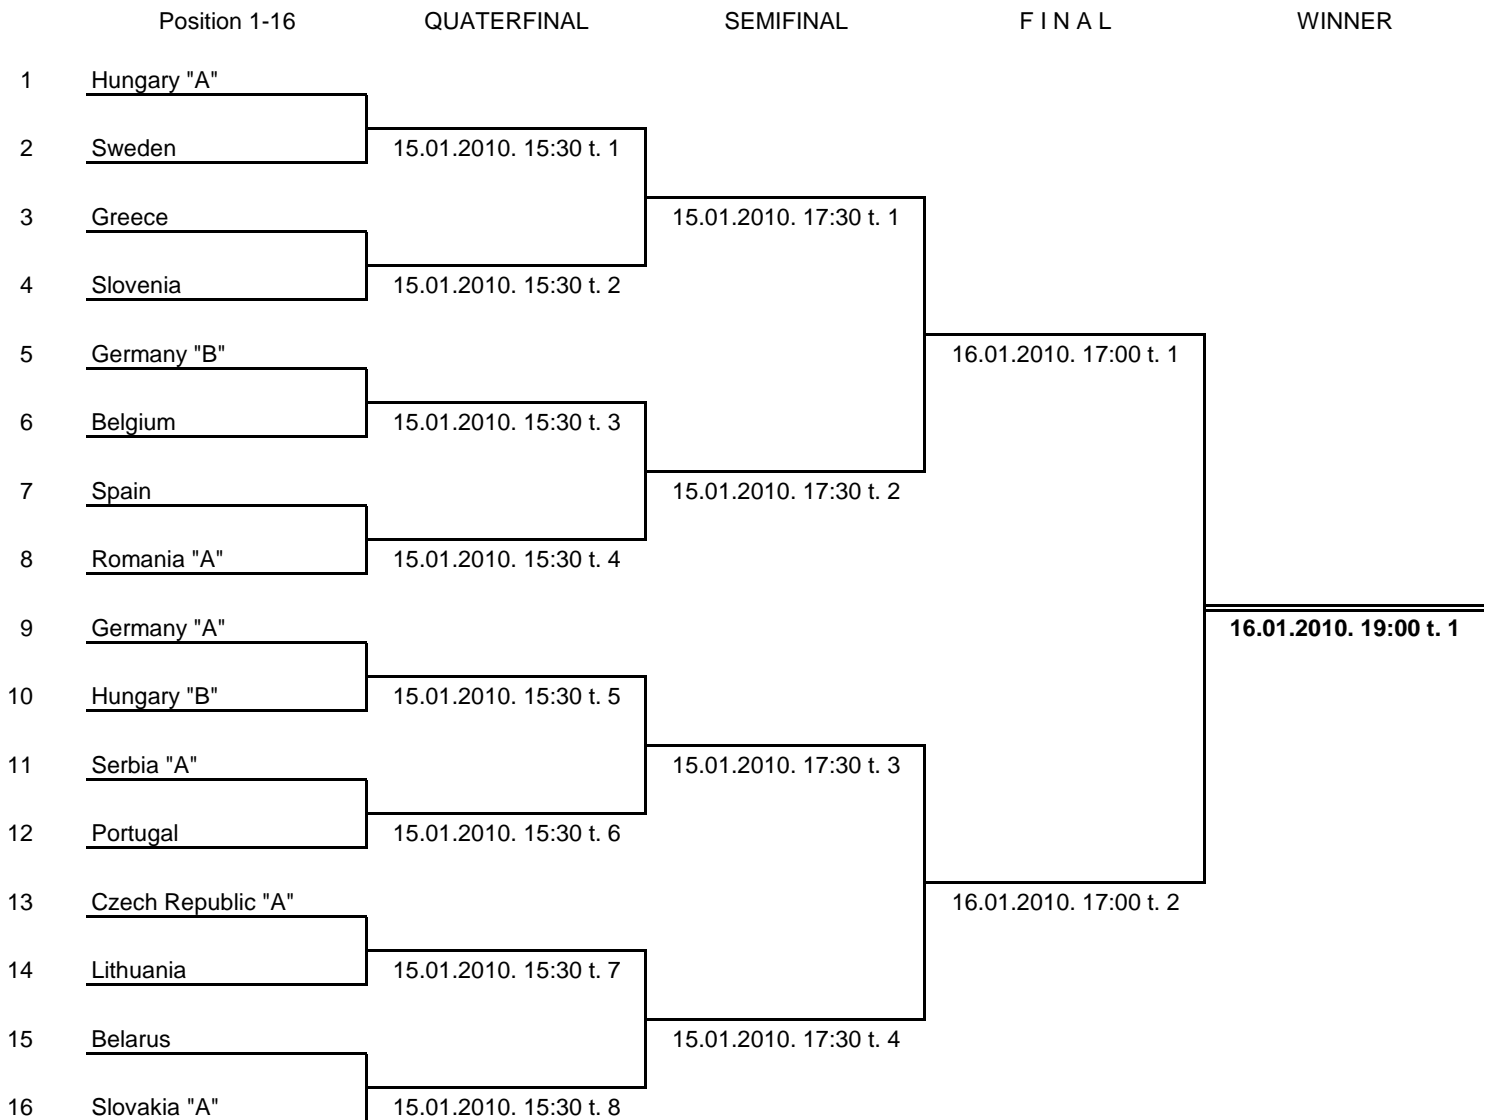 Position 1-16 QUATERFINAL SEMIFINAL F I N A L WINNER
1 Hungary "A"
2 Sweden 15.01.2010. 15:30 t. 1
3 Greece 15.01.2010. 17:30 t. 1
4 Slovenia 15.01.2010. 15:30 t. 2
5 Germany "B" 16.01.2010. 17:00 t. 1
6 Belgium 15.01.2010. 15:30 t. 3
7 Spain 15.01.2010. 17:30 t. 2
8 Romania "A" 15.01.2010. 15:30 t. 4
9 Germany "A" 16.01.2010. 19:00 t. 1
10 Hungary "B" 15.01.2010. 15:30 t. 5
11 Serbia "A" 15.01.2010. 17:30 t. 3
12 Portugal 15.01.2010. 15:30 t. 6
13 Czech Republic "A" 16.01.2010. 17:00 t. 2
14 Lithuania 15.01.2010. 15:30 t. 7
15 Belarus 15.01.2010. 17:30 t. 4
16 Slovakia "A" 15.01.2010. 15:30 t. 8